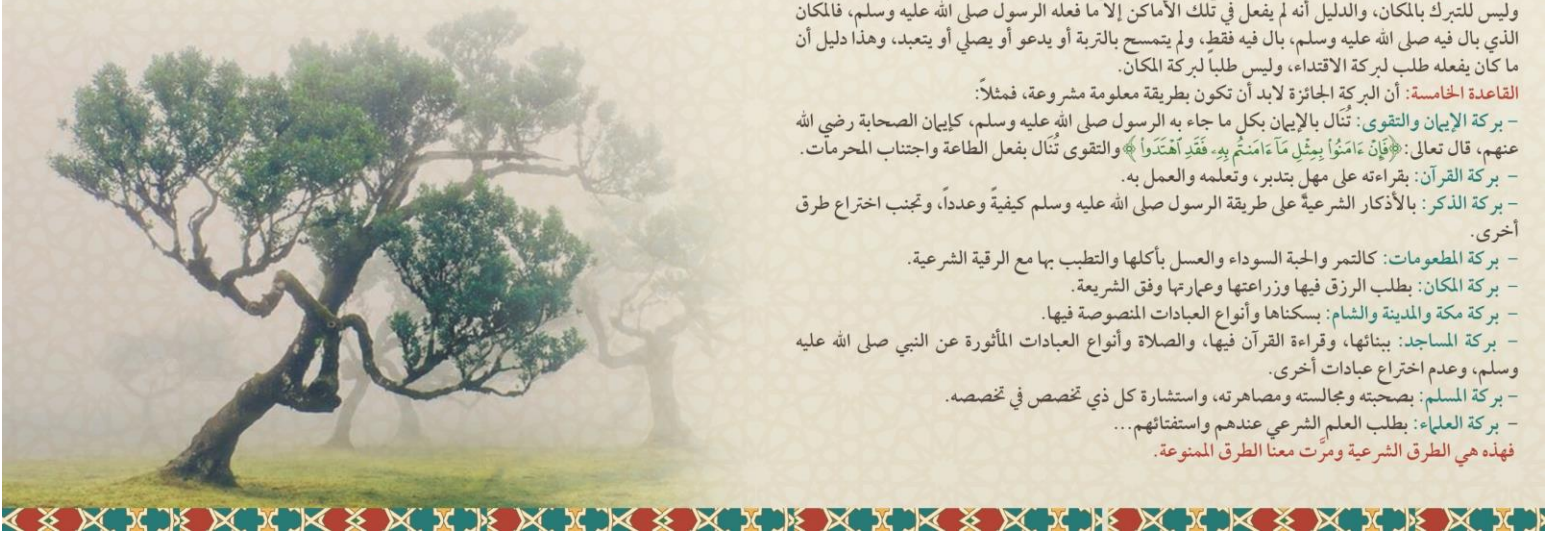 وليس للتبرك بالمكان، والدليل أنه لم يفعل في تلك الأماكن إلا ما فعله الرسول صلى الله عليه وسلم، فالمكان
الذي بال فيه صلى الله عليه وسلم، بال فيه فقط، ولم يتمسح بالتربة أو يدعو أو يصلي أو يتعبد، وهذا دليل أن
ما كان يفعله طلب لبركة الاقتداء، وليس طلباً لبركة المكان.
القاعدة الخامسة: أن البركة الجائزة لابد أن تكون بطريقة معلومة مشروعة، فمثلاً:
– بركة الإيمان والتقوى: تُنَال بالإيمان بكل ما جاء به الرسول صلى الله عليه وسلم، كإيمان الصحابة رضي الله
عنهم، قال تعالى: ﴿فَإِنْ ءَامَنُوا۟ بِمِثْلِ مَآ ءَامَنتُم بِهِۦ فَقَدِ ٱهْتَدَوا۟ ﴾ والتقوى تُنَال بفعل الطاعة واجتناب المحرمات.
– بركة القرآن: بقراءته على مهل بتدبر، وتعلمه والعمل به.
– بركة الذكر: بالأذكار الشرعيةً على طريقة الرسول صلى الله عليه وسلم كيفيةً وعدداً، وتجنب اختراع طرق
أخرى.
– بركة المطعومات: كالتمر والحبة السوداء والعسل بأكلها والتطبب بها مع الرقية الشرعية.
– بركة المكان: بطلب الرزق فيها وزراعتها وعمارتها وفق الشريعة.
– بركة مكة والمدينة والشام: بسكناها وأنواع العبادات المنصوصة فيها.
– بركة المساجد: ببنائها، وقراءة القرآن فيها، والصلاة وأنواع العبادات المأثورة عن النبي صلى الله عليه
وسلم، وعدم اختراع عبادات أخرى.
– بركة المسلم: بصحبته ومجالسته ومصاهرته، واستشارة كل ذي تخصص في تخصصه.
– بركة العلماء: بطلب العلم الشرعي عندهم واستفتائهم...
فهذه هي الطرق الشرعية ومرَّت معنا الطرق الممنوعة.